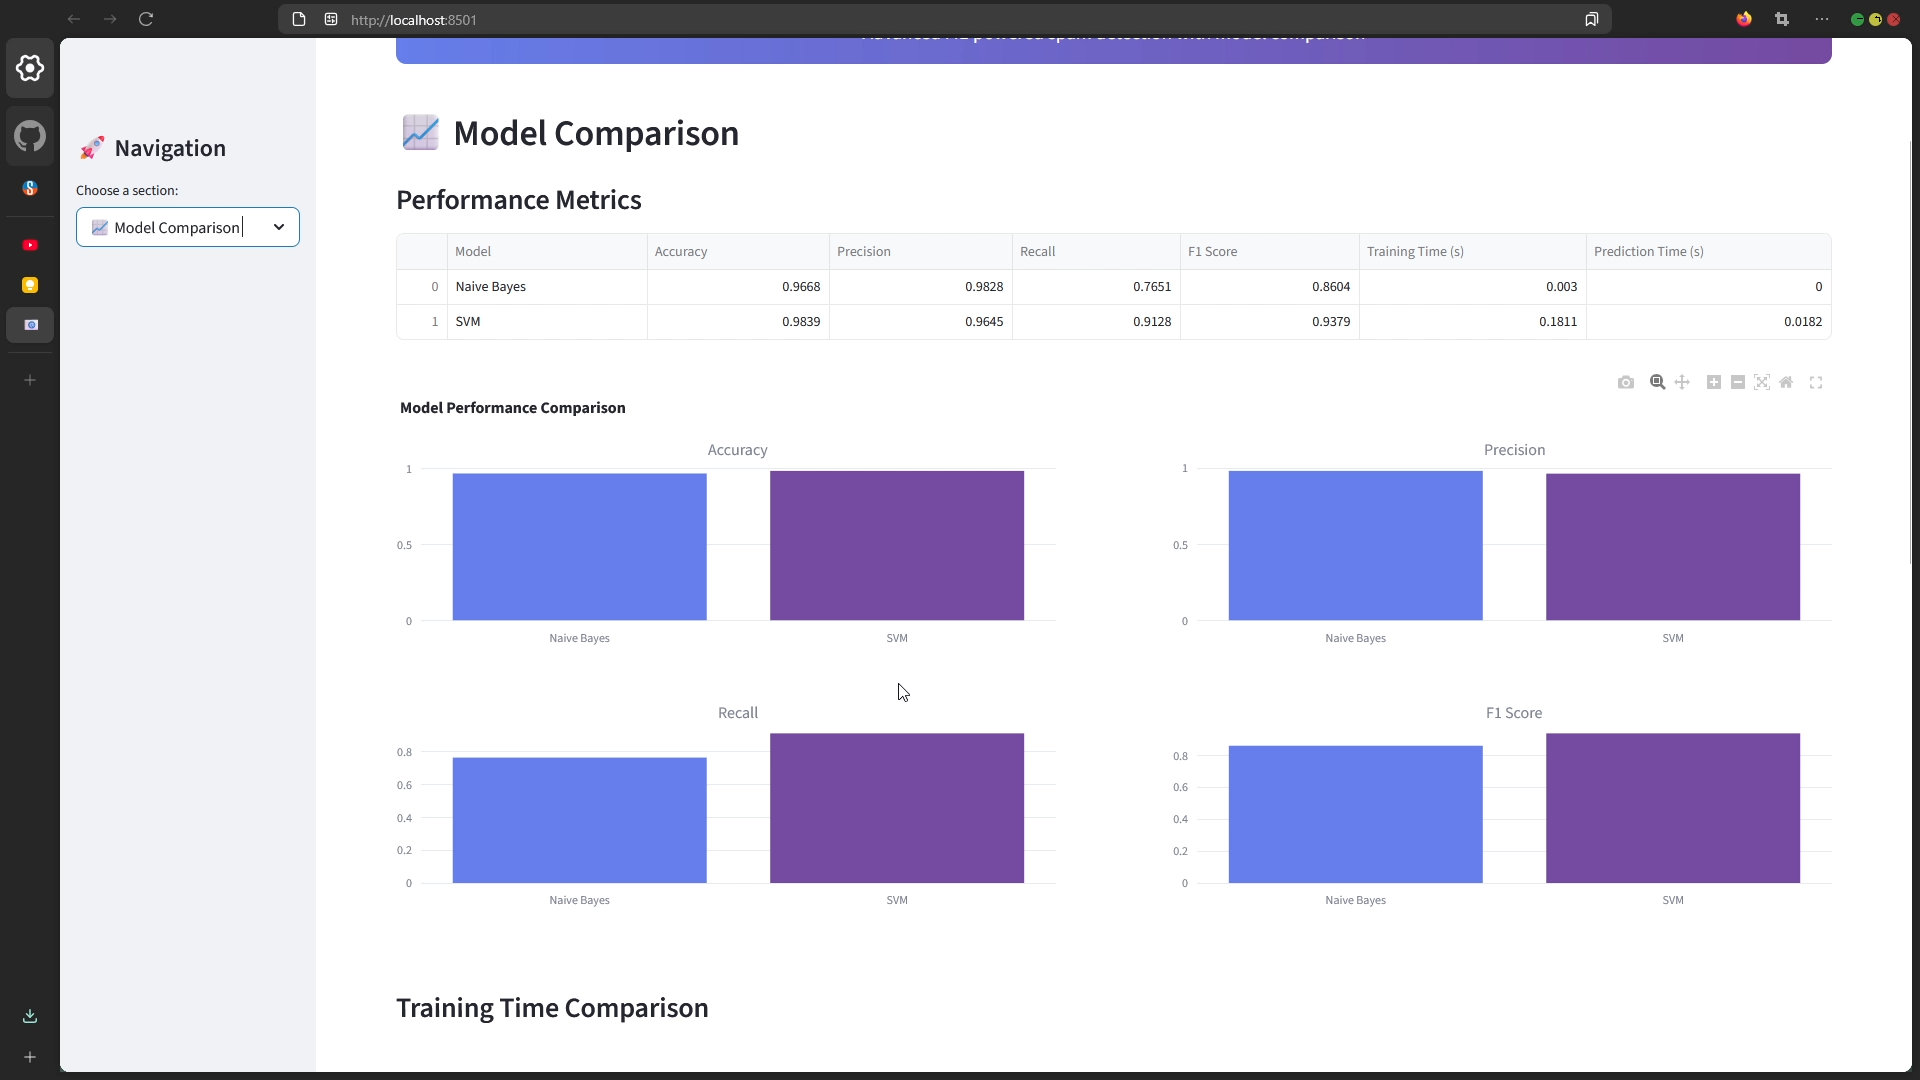 http://localhost:8501
🚀 Navigation
Choose a section:
📈 Model Comparison
📈 Model Comparison
Performance Metrics
Model Accuracy Precision Recall F1 Score Training Time (s) Prediction Time (s)
0 Naive Bayes 0.9668 0.9828 0.7651 0.8604 0.003 0
1 SVM 0.9839 0.9645 0.9128 0.9379 0.1811 0.0182
Model Performance Comparison
Accuracy
1
0.5
0
Naive Bayes SVM
Precision
1
0.5
0
Naive Bayes SVM
Recall
0.8
0.6
0.4
0.2
0
Naive Bayes SVM
F1 Score
0.8
0.6
0.4
0.2
0
Naive Bayes SVM
Training Time Comparison